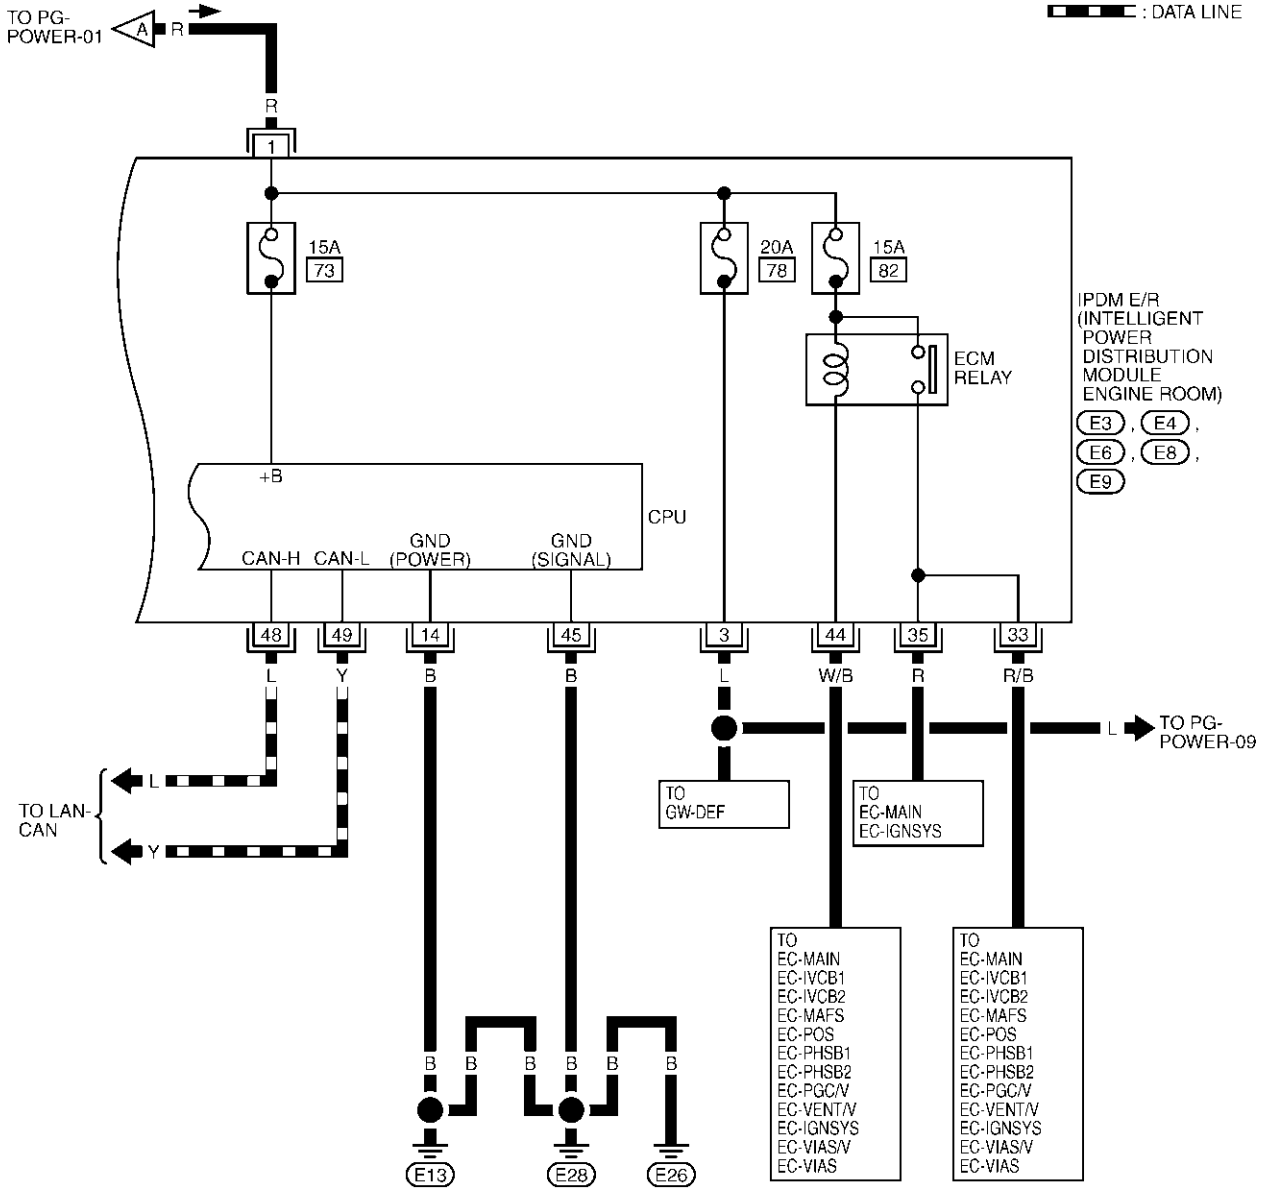 TO PG-
POWER-01
A
R
: DATA LINE
R
1
15A
73
20A
78
15A
82
ECM
RELAY
IPDM E/R
(INTELLIGENT
POWER
DISTRIBUTION
MODULE
ENGINE ROOM)
E3 , E4 ,
E6 , E8 ,
E9
+B
CPU
CAN-H
CAN-L
GND
(POWER)
GND
(SIGNAL)
48
49
14
45
3
44
35
33
L
Y
B
B
L
W/B
R
R/B
L
TO PG-
POWER-09
L
Y
TO LAN-
CAN
TO
GW-DEF
TO
EC-MAIN
EC-IGNSYS
TO
EC-MAIN
EC-IVCB1
EC-IVCB2
EC-MAFS
EC-POS
EC-PHSB1
EC-PHSB2
EC-PGC/V
EC-VENT/V
EC-IGNSYS
EC-VIAS/V
EC-VIAS
TO
EC-MAIN
EC-IVCB1
EC-IVCB2
EC-MAFS
EC-POS
EC-PHSB1
EC-PHSB2
EC-PGC/V
EC-VENT/V
EC-IGNSYS
EC-VIAS/V
EC-VIAS
B
B
B
B
B
B
E13
E28
E26